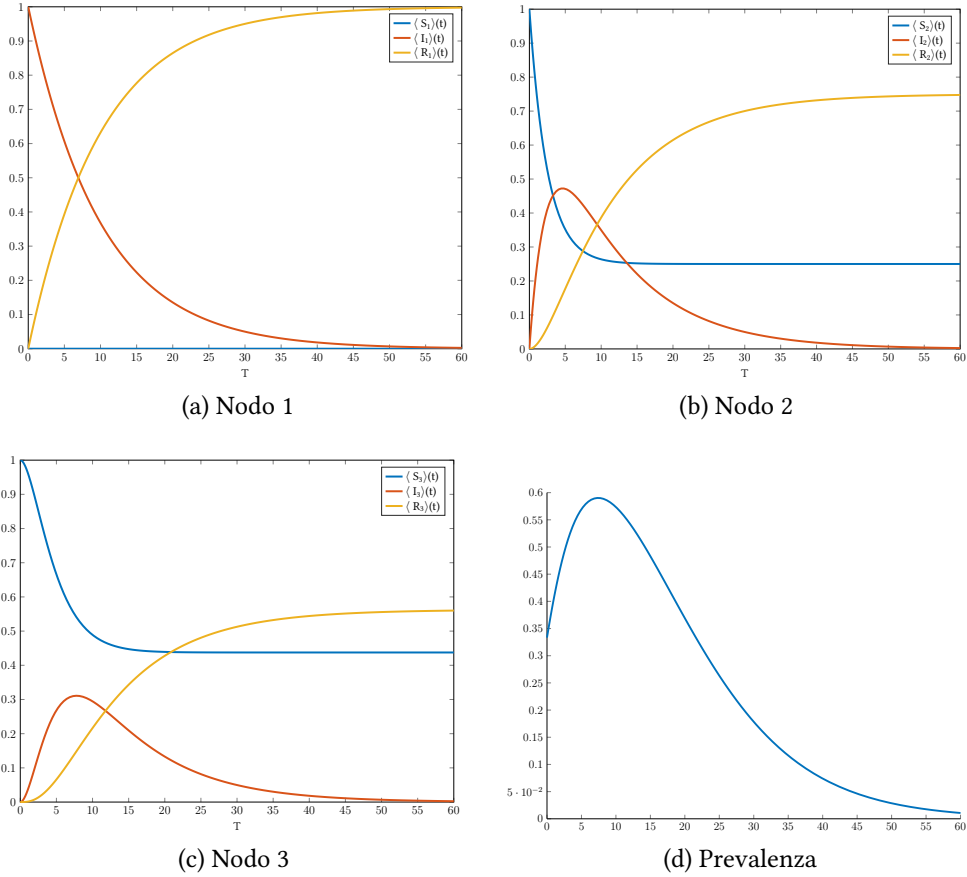 1
0.9
0.8
0.7
0.6
0.5
0.4
0.3
0.2
0.1
0
0 5 10 15 20 25 30 35 40 45 50 55 60
T
⟨ S₁⟩(t)
⟨ I₁⟩(t)
⟨ R₁⟩(t)
(a) Nodo 1
1
0.9
0.8
0.7
0.6
0.5
0.4
0.3
0.2
0.1
0
0 5 10 15 20 25 30 35 40 45 50 55 60
T
⟨ S₂⟩(t)
⟨ I₂⟩(t)
⟨ R₂⟩(t)
(b) Nodo 2
1
0.9
0.8
0.7
0.6
0.5
0.4
0.3
0.2
0.1
0
0 5 10 15 20 25 30 35 40 45 50 55 60
T
⟨ S₃⟩(t)
⟨ I₃⟩(t)
⟨ R₃⟩(t)
(c) Nodo 3
0.6
0.55
0.5
0.45
0.4
0.35
0.3
0.25
0.2
0.15
0.1
5 · 10⁻²
0
0 5 10 15 20 25 30 35 40 45 50 55 60
(d) Prevalenza